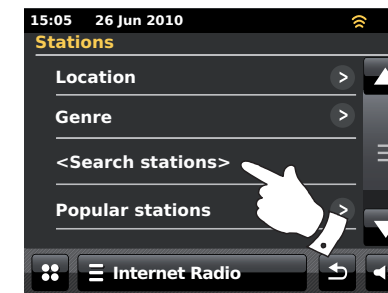 15:05 26 Jun 2010
Stations
Location >
Genre >
<Search stations>
Popular stations >
Internet Radio